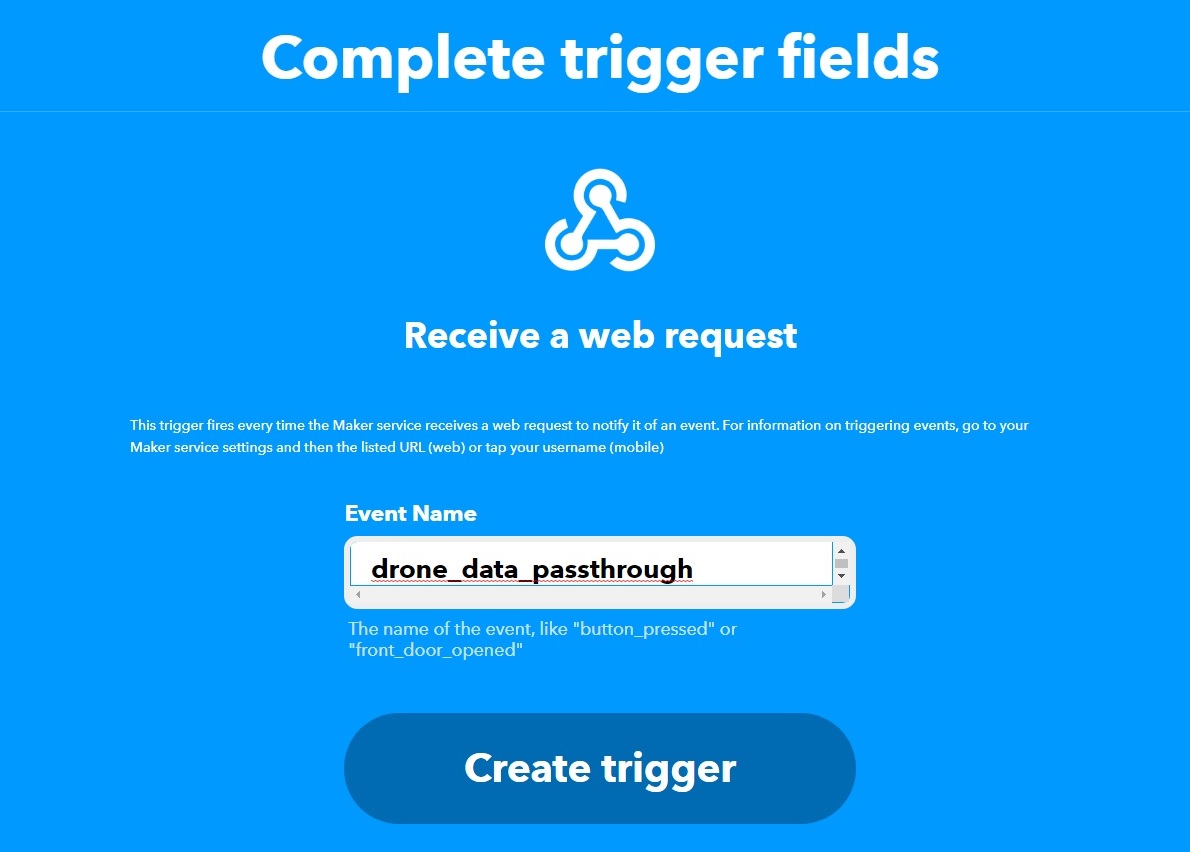 Complete trigger fields
Receive a web request
This trigger fires every time the Maker service receives a web request to notify it of an event. For information on triggering events, go to your
Maker service settings and then the listed URL (web) or tap your username (mobile)
Event Name
drone_data_passthrough
The name of the event, like "button_pressed" or
"front_door_opened"
Create trigger